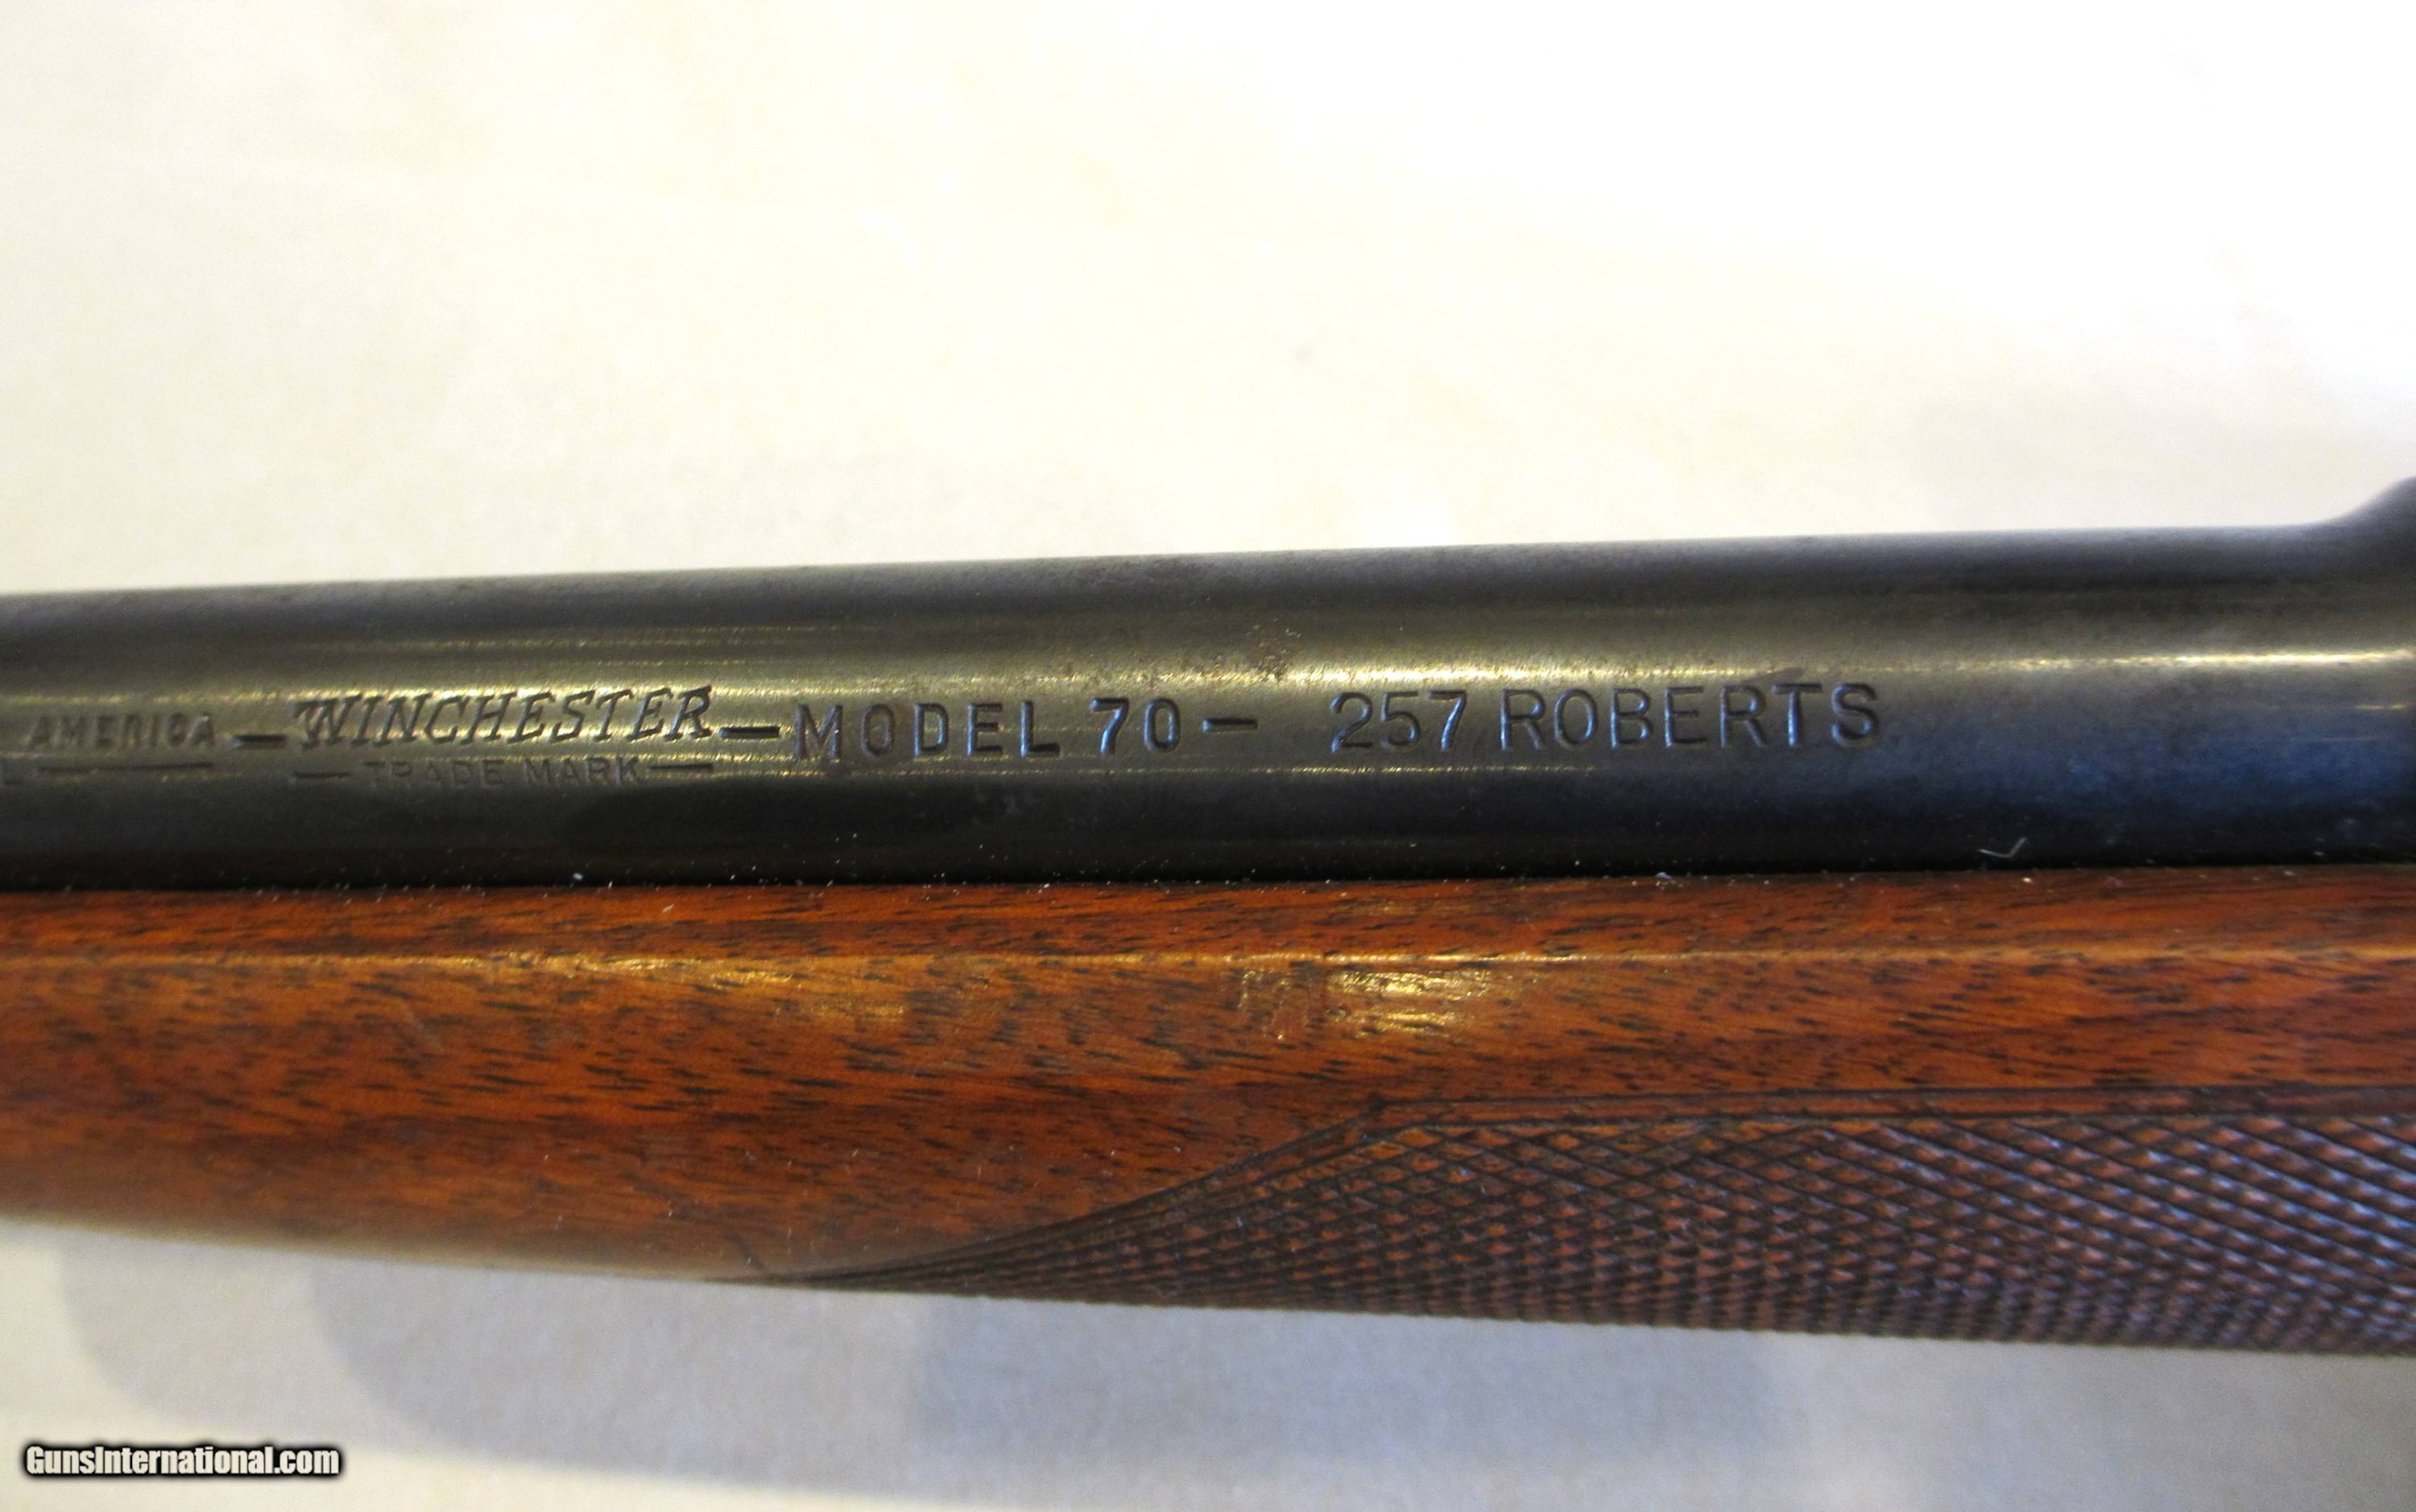 AMERICA –WINCHESTER–MODEL 70– 257 ROBERTS
L— —TRADE MARK—
GunsInternational.com